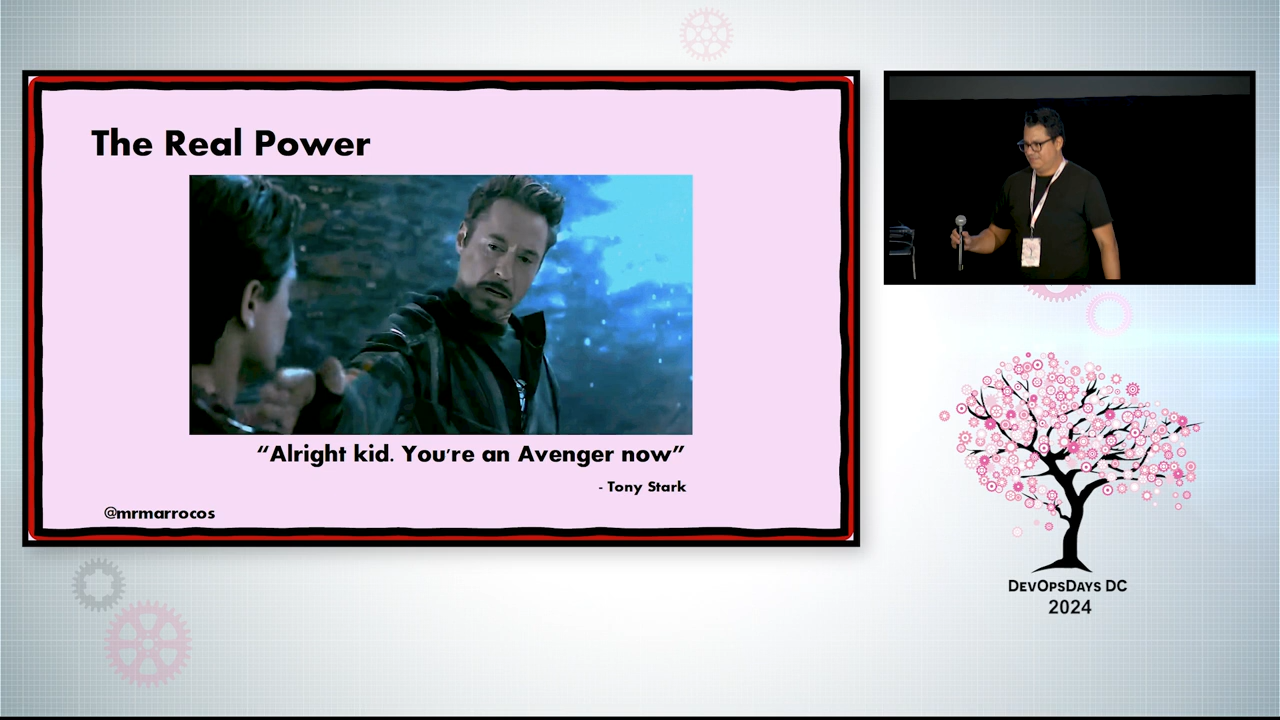 The Real Power
“Alright kid. You're an Avenger now”
- Tony Stark
@mrmarrocos
DevOpsDays DC
2024